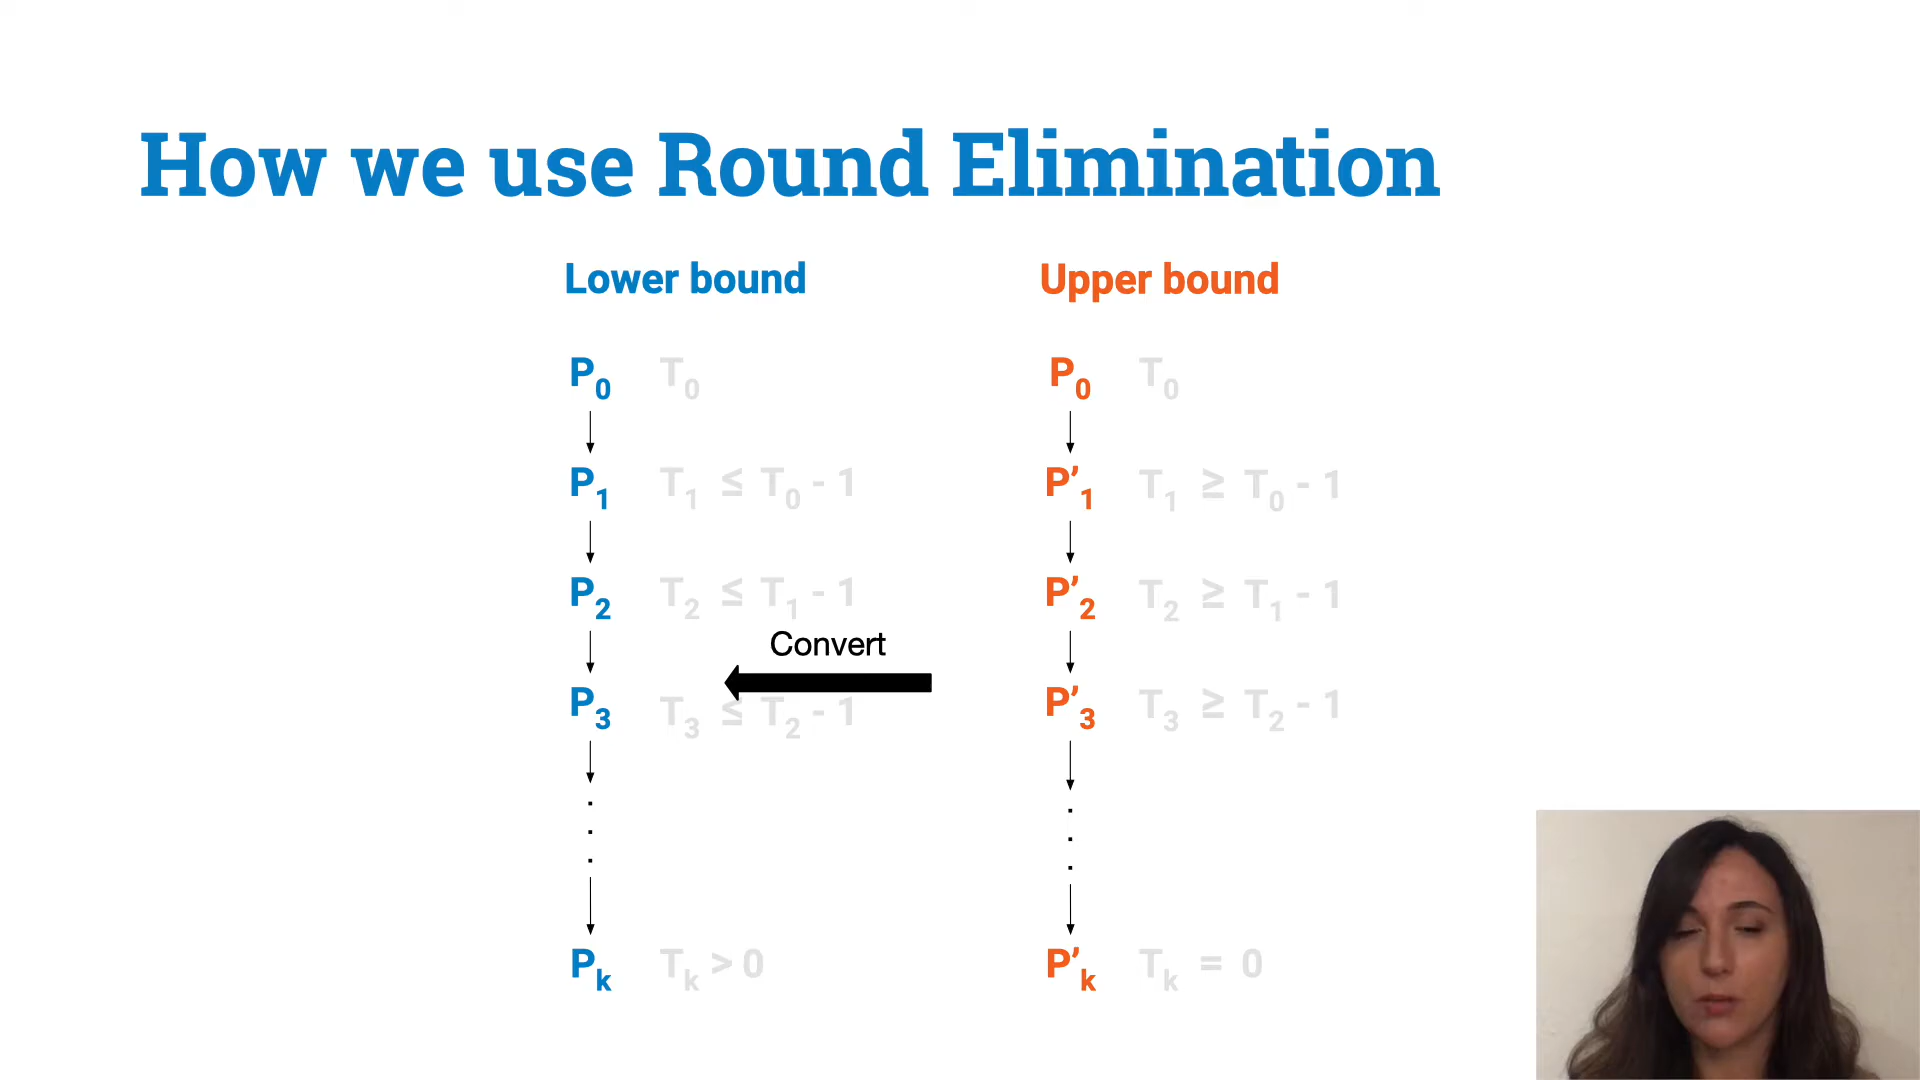 How we use Round Elimination
Lower bound
P0 T0
P1 T1 ≤ T0 - 1
P2 T2 ≤ T1 - 1
P3 T3 ≤ T2 - 1
Pk Tk > 0
Convert
Upper bound
P0 T0
P’1 T1 ≥ T0 - 1
P’2 T2 ≥ T1 - 1
P’3 T3 ≥ T2 - 1
P’k Tk = 0